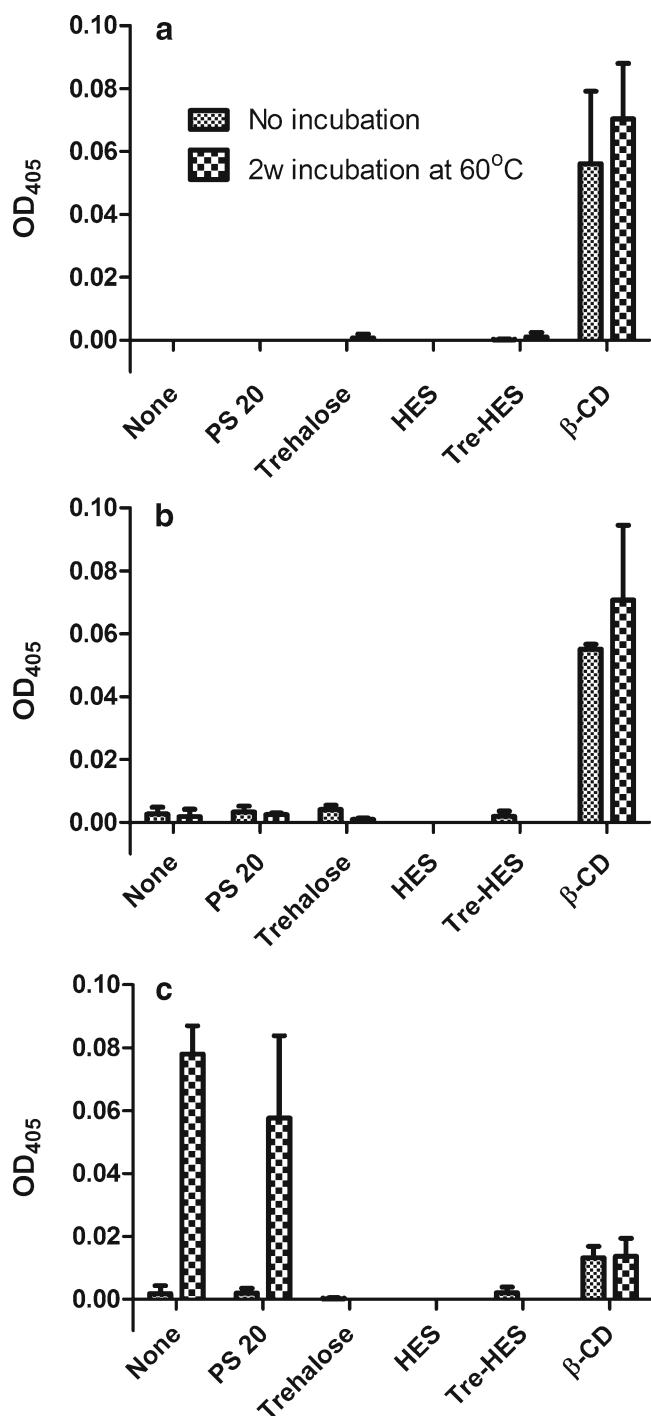 a
0.10
0.08
0.06
0.04
0.02
0.00
OD405
No incubation
2w incubation at 60°C
None
PS 20
Trehalose
HES
Tre-HES
β-CD
b
0.10
0.08
0.06
0.04
0.02
0.00
OD405
None
PS 20
Trehalose
HES
Tre-HES
β-CD
c
0.10
0.08
0.06
0.04
0.02
0.00
OD405
None
PS 20
Trehalose
HES
Tre-HES
β-CD